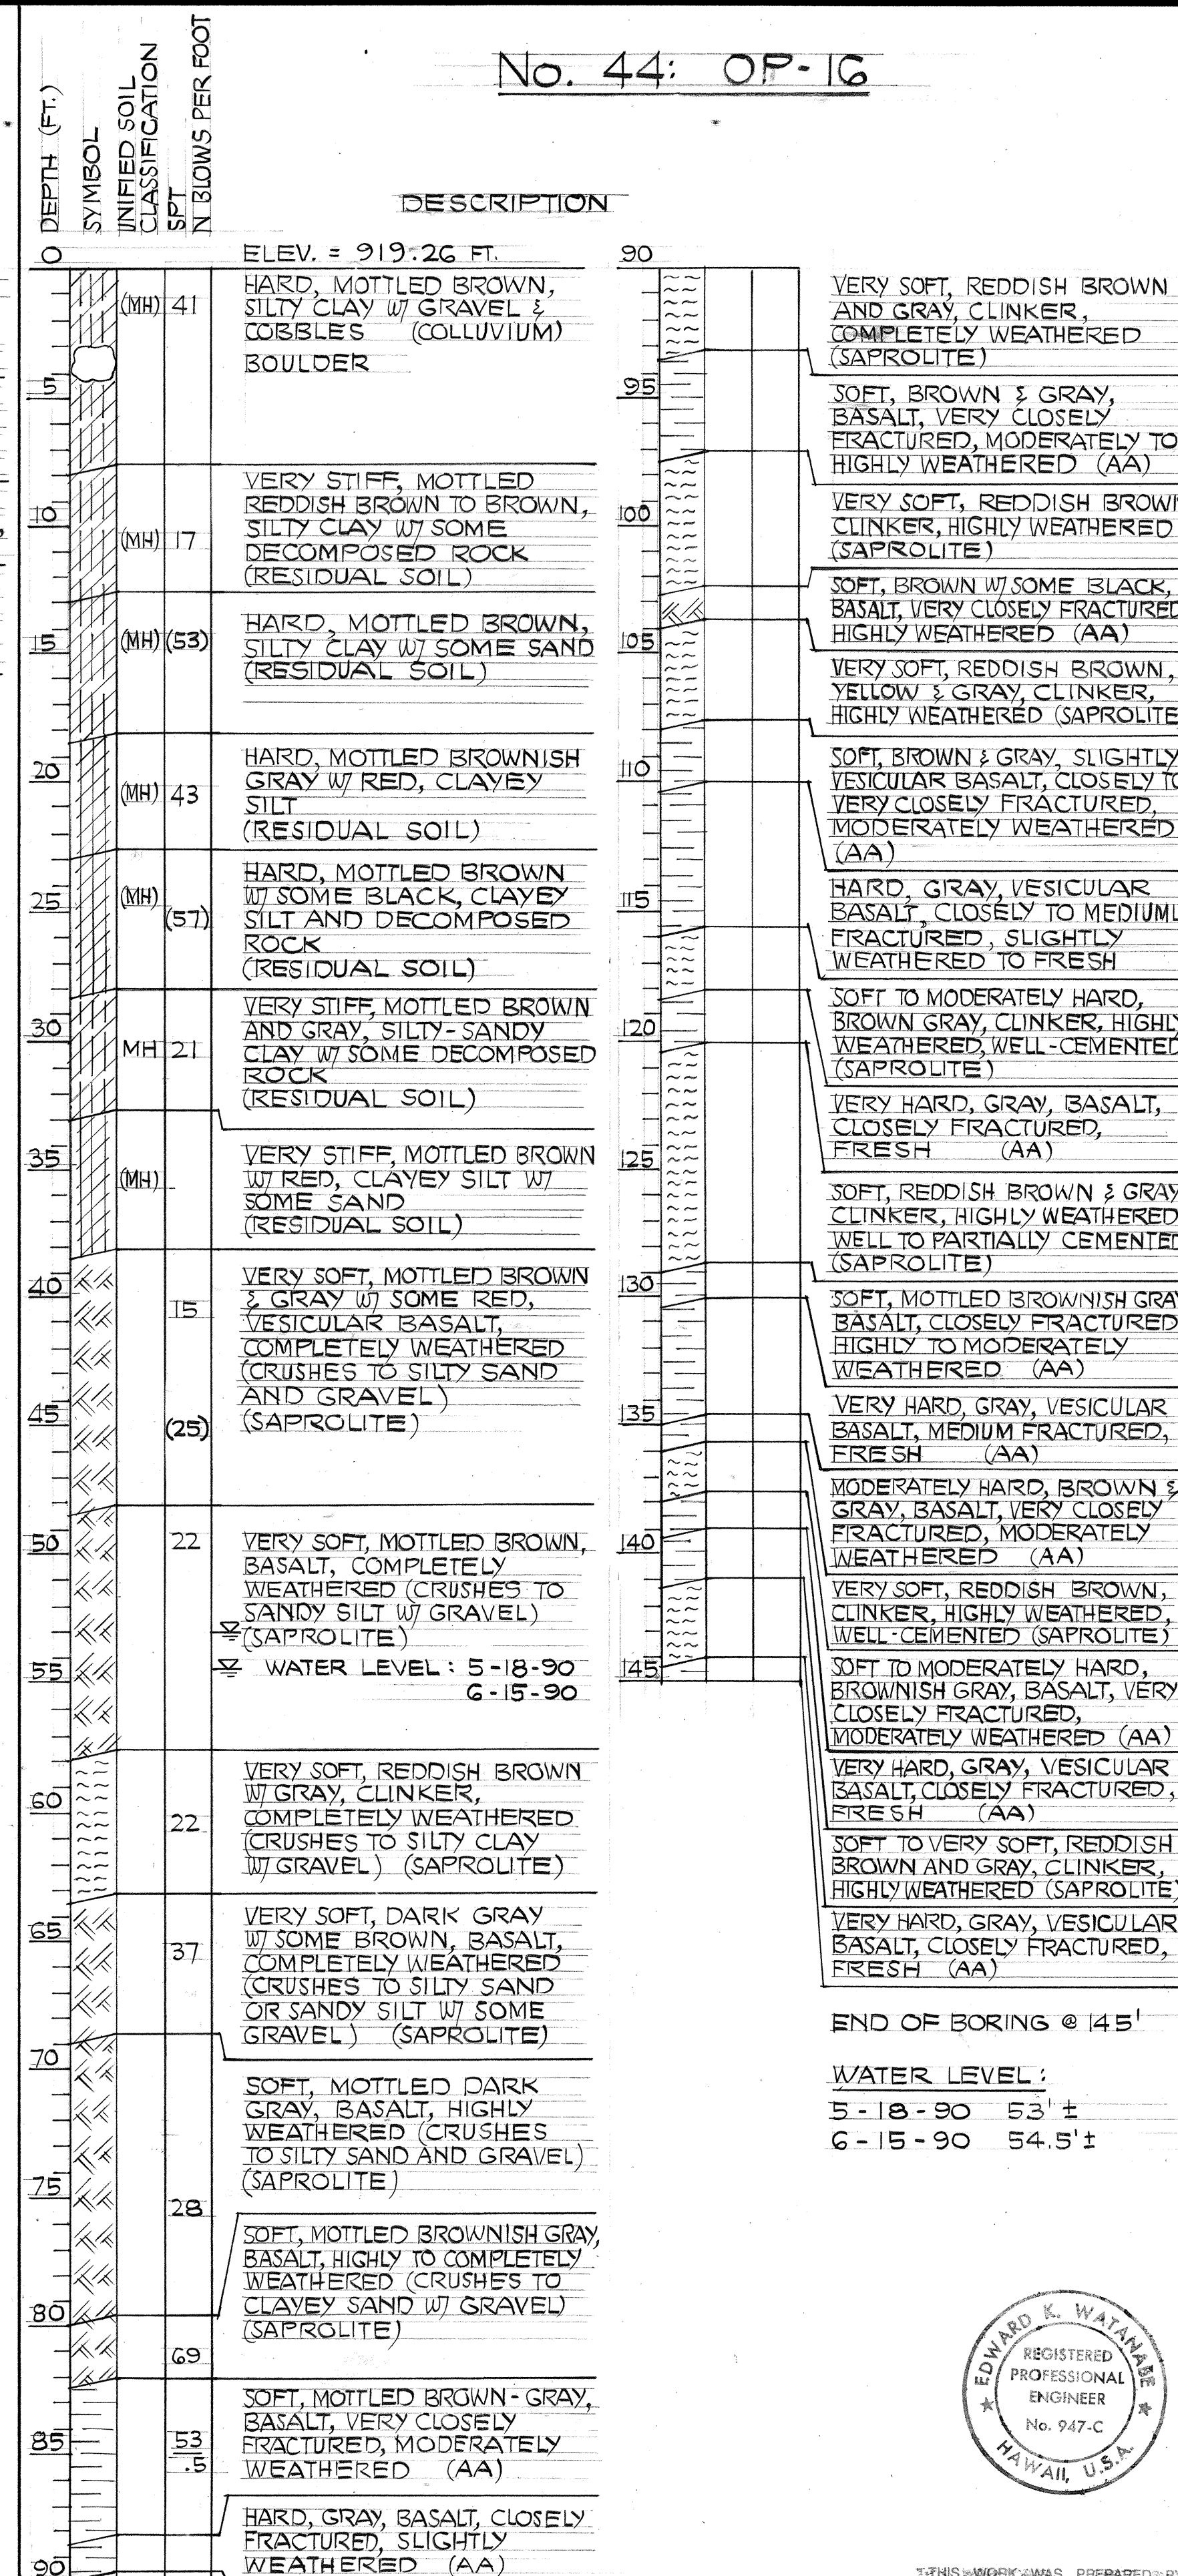 No. 44: OP-16
DEPTH (FT.)
SYMBOL
UNIFIED SOIL
CLASSIFICATION
SPT
N BLOWS PER FOOT
DESCRIPTION
0
ELEV. = 919.26 FT.
(MH) 41
HARD, MOTTLED BROWN,
SILTY CLAY W/ GRAVEL &
COBBLES (COLLUVIUM)
BOULDER
5
VERY STIFF, MOTTLED
REDDISH BROWN TO BROWN,
SILTY CLAY W/ SOME
DECOMPOSED ROCK
(RESIDUAL SOIL)
10
(MH) 17
HARD, MOTTLED BROWN,
SILTY CLAY W/ SOME SAND
(RESIDUAL SOIL)
15
(MH) (53)
HARD, MOTTLED BROWNISH
GRAY W/ RED, CLAYEY
SILT
(RESIDUAL SOIL)
20
(MH) 43
HARD, MOTTLED BROWN
W/ SOME BLACK, CLAYEY
SILT AND DECOMPOSED
ROCK
(RESIDUAL SOIL)
25
(MH)
(57)
VERY STIFF, MOTTLED BROWN
AND GRAY, SILTY-SANDY
CLAY W/ SOME DECOMPOSED
ROCK
(RESIDUAL SOIL)
30
MH 21
VERY STIFF, MOTTLED BROWN
W/ RED, CLAYEY SILT W/
SOME SAND
(RESIDUAL SOIL)
35
(MH)
VERY SOFT, MOTTLED BROWN
& GRAY W/ SOME RED,
VESICULAR BASALT,
COMPLETELY WEATHERED
(CRUSHES TO SILTY SAND
AND GRAVEL)
(SAPROLITE)
40
15
45
(25)
50
22
VERY SOFT, MOTTLED BROWN,
BASALT, COMPLETELY
WEATHERED (CRUSHES TO
SANDY SILT W/ GRAVEL)
(SAPROLITE)
55
WATER LEVEL: 5-18-90
6-15-90
VERY SOFT, REDDISH BROWN
W/ GRAY, CLINKER,
COMPLETELY WEATHERED
(CRUSHES TO SILTY CLAY
W/ GRAVEL) (SAPROLITE)
60
22
VERY SOFT, DARK GRAY
W/ SOME BROWN, BASALT,
COMPLETELY WEATHERED
(CRUSHES TO SILTY SAND
OR SANDY SILT W/ SOME
GRAVEL) (SAPROLITE)
65
37
70
SOFT, MOTTLED DARK
GRAY, BASALT, HIGHLY
WEATHERED (CRUSHES
TO SILTY SAND AND GRAVEL)
(SAPROLITE)
75
28
SOFT, MOTTLED BROWNISH GRAY,
BASALT, HIGHLY TO COMPLETELY
WEATHERED (CRUSHES TO
CLAYEY SAND W/ GRAVEL)
(SAPROLITE)
80
69
SOFT, MOTTLED BROWN-GRAY,
BASALT, VERY CLOSELY
FRACTURED, MODERATELY
WEATHERED (AA)
85
53
.5
HARD, GRAY, BASALT, CLOSELY
FRACTURED, SLIGHTLY
WEATHERED (AA)
90
90
VERY SOFT, REDDISH BROWN
AND GRAY, CLINKER,
COMPLETELY WEATHERED
(SAPROLITE)
95
SOFT, BROWN & GRAY,
BASALT, VERY CLOSELY
FRACTURED, MODERATELY TO
HIGHLY WEATHERED (AA)
100
VERY SOFT, REDDISH BROWN
CLINKER, HIGHLY WEATHERED
(SAPROLITE)
SOFT, BROWN W/ SOME BLACK,
BASALT, VERY CLOSELY FRACTURED
HIGHLY WEATHERED (AA)
105
VERY SOFT, REDDISH BROWN,
YELLOW & GRAY, CLINKER,
HIGHLY WEATHERED (SAPROLITE
110
SOFT, BROWN & GRAY, SLIGHTLY
VESICULAR BASALT, CLOSELY TO
VERY CLOSELY FRACTURED,
MODERATELY WEATHERED
(AA)
115
HARD, GRAY, VESICULAR
BASALT, CLOSELY TO MEDIUML
FRACTURED, SLIGHTLY
WEATHERED TO FRESH
120
SOFT TO MODERATELY HARD,
BROWN GRAY, CLINKER, HIGHLY
WEATHERED, WELL-CEMENTED
(SAPROLITE)
VERY HARD, GRAY, BASALT,
CLOSELY FRACTURED,
FRESH (AA)
125
SOFT, REDDISH BROWN & GRAY
CLINKER, HIGHLY WEATHERED
WELL TO PARTIALLY CEMENTED
(SAPROLITE)
130
SOFT, MOTTLED BROWNISH GRAY
BASALT, CLOSELY FRACTURED
HIGHLY TO MODERATELY
WEATHERED (AA)
135
VERY HARD, GRAY, VESICULAR
BASALT, MEDIUM FRACTURED,
FRESH (AA)
MODERATELY HARD, BROWN &
GRAY, BASALT, VERY CLOSELY
FRACTURED, MODERATELY
WEATHERED (AA)
140
VERY SOFT, REDDISH BROWN,
CLINKER, HIGHLY WEATHERED,
WELL-CEMENTED (SAPROLITE)
145
SOFT TO MODERATELY HARD,
BROWNISH GRAY, BASALT, VERY
CLOSELY FRACTURED,
MODERATELY WEATHERED (AA)
VERY HARD, GRAY, VESICULAR
BASALT, CLOSELY FRACTURED,
FRESH (AA)
SOFT TO VERY SOFT, REDDISH
BROWN AND GRAY, CLINKER,
HIGHLY WEATHERED (SAPROLITE)
VERY HARD, GRAY, VESICULAR
BASALT, CLOSELY FRACTURED,
FRESH (AA)
END OF BORING @ 145'
WATER LEVEL:
5-18-90 53'±
6-15-90 54.5'±
EDWARD K. WATANABE
REGISTERED
PROFESSIONAL
ENGINEER
No. 947-C
HAWAII, U.S.A.
THIS WORK WAS PREPARED BY